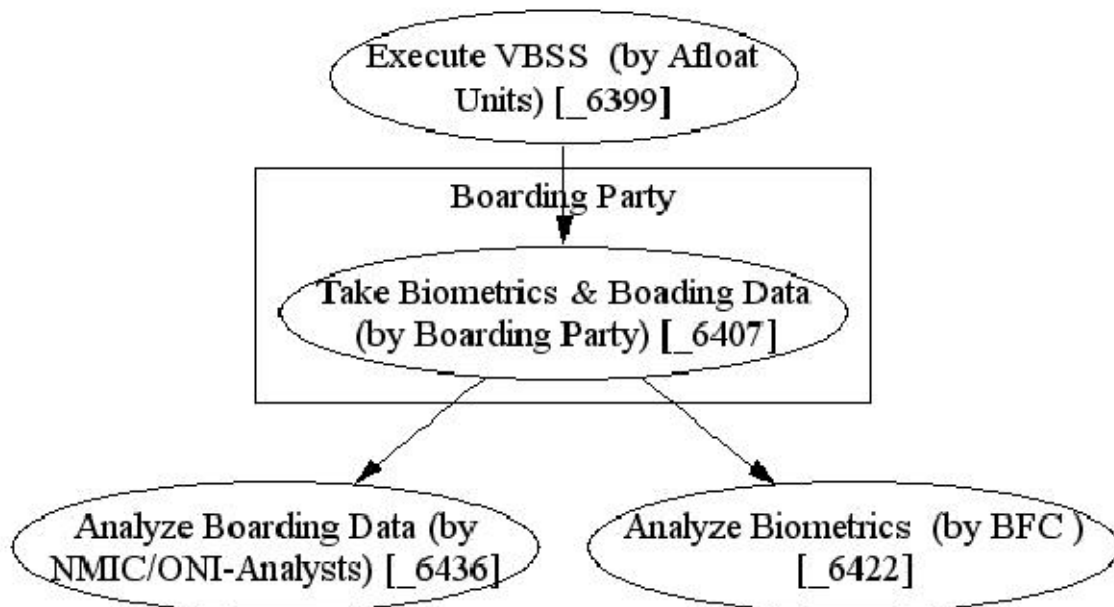 Execute VBSS (by Afloat
Units) [_6399]
Boarding Party
Take Biometrics & Boading Data
(by Boarding Party) [_6407]
Analyze Boarding Data (by
NMIC/ONI-Analysts) [_6436]
Analyze Biometrics (by BFC )
[_6422]